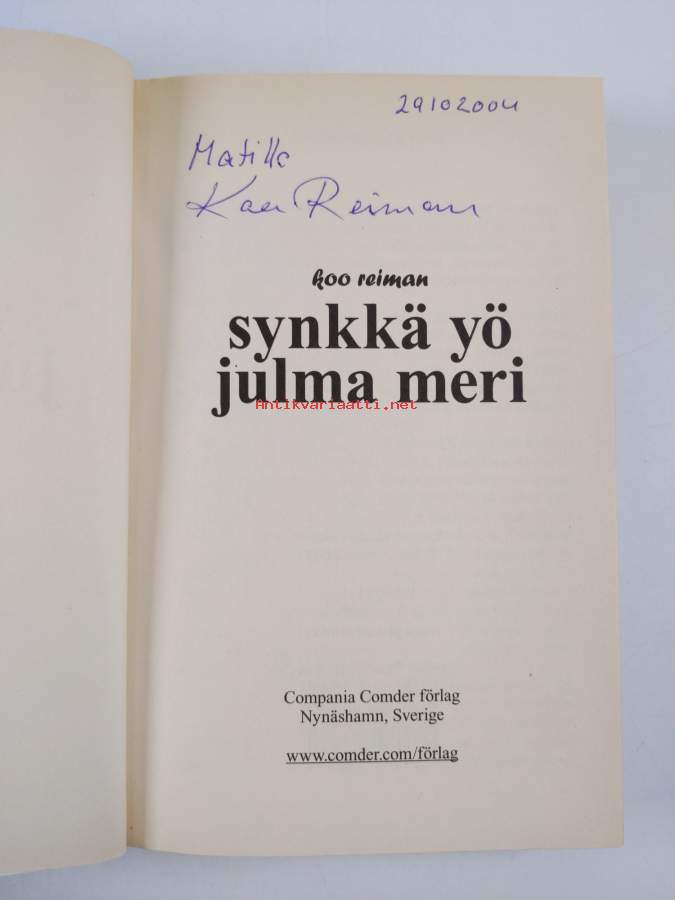 29102004
Matille
Koo Reiman
koo reiman
synkkä yö
julma meri
Antikvariaatti.net
Compania Comder förlag
Nynäshamn, Sverige
www.comder.com/förlag